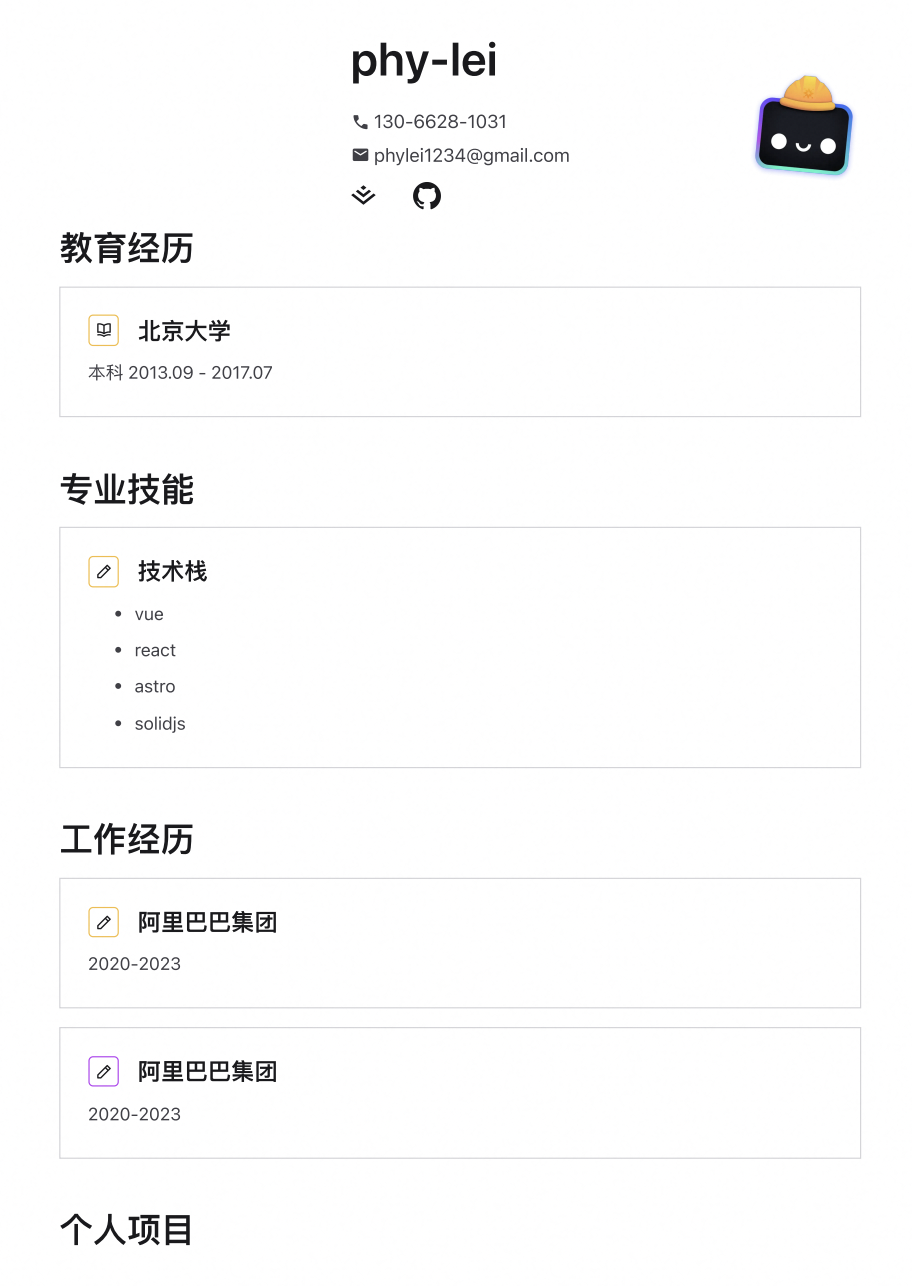 phy-lei
130-6628-1031
phylei1234@gmail.com
教育经历
北京大学
本科 2013.09 - 2017.07
专业技能
技术栈
vue
react
astro
solidjs
工作经历
阿里巴巴集团
2020-2023
阿里巴巴集团
2020-2023
个人项目